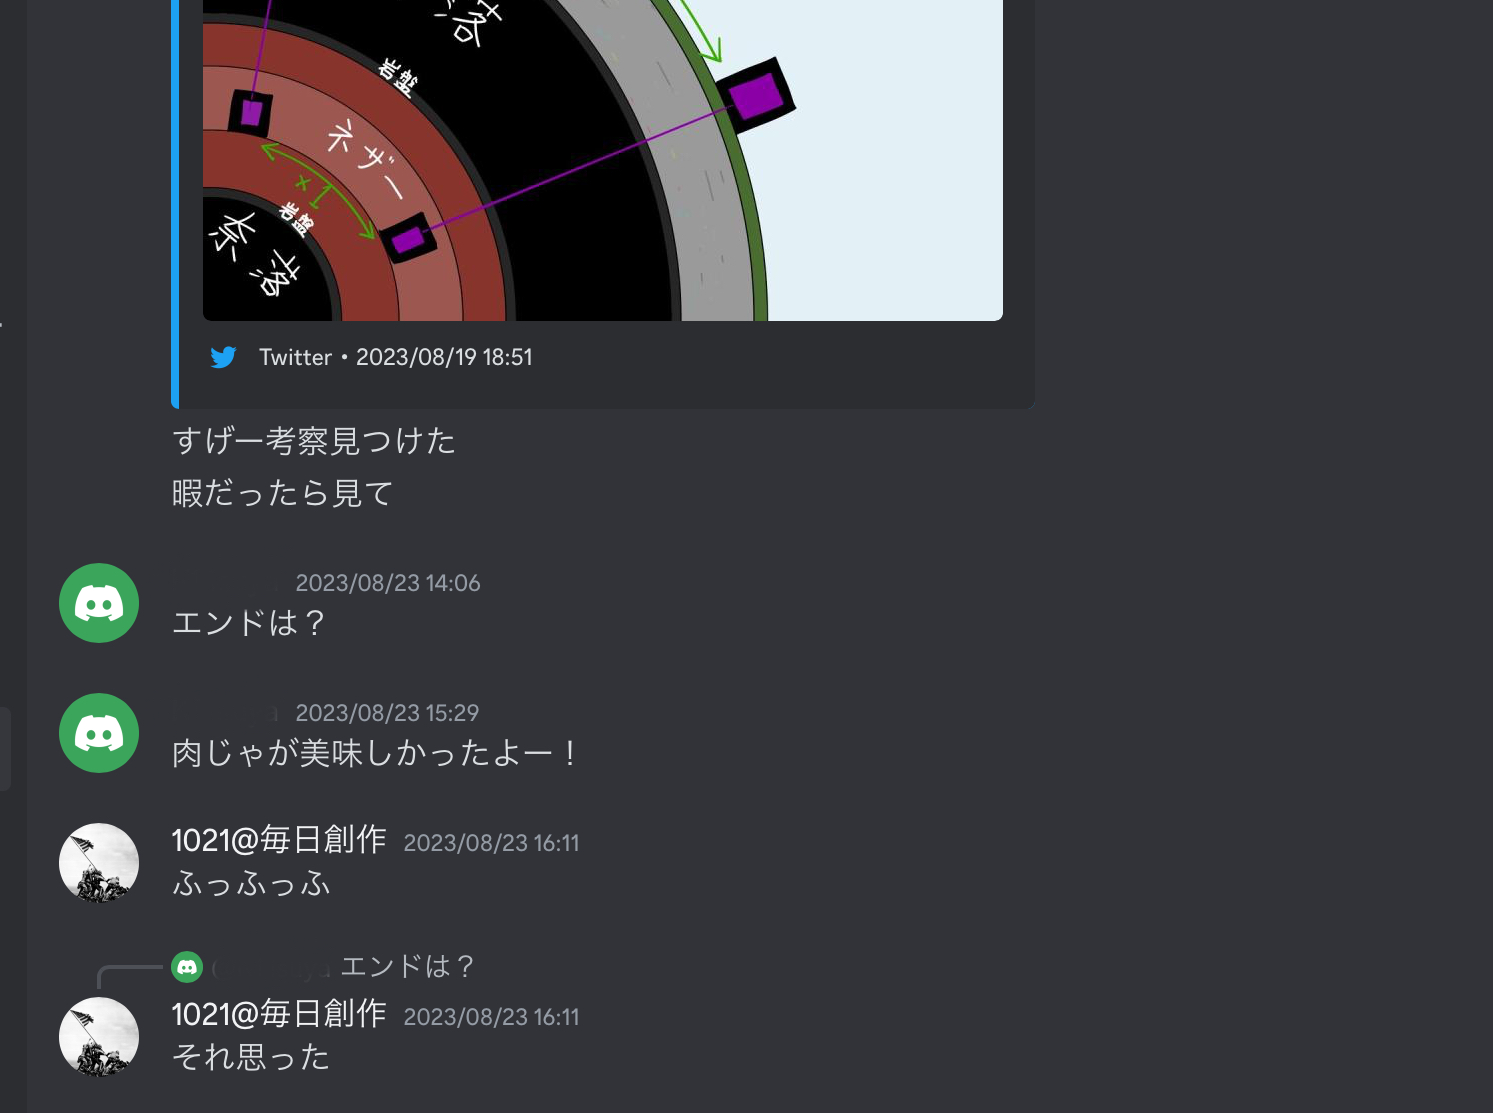 落
岩盤
ネザー
×1
岩盤
奈落
Twitter • 2023/08/19 18:51
すげー考察見つけた
暇だったら見て
2023/08/23 14:06
エンドは？
2023/08/23 15:29
肉じゃが美味しかったよー！
1021@毎日創作 2023/08/23 16:11
ふっふっふ
エンドは？
1021@毎日創作 2023/08/23 16:11
それ思った